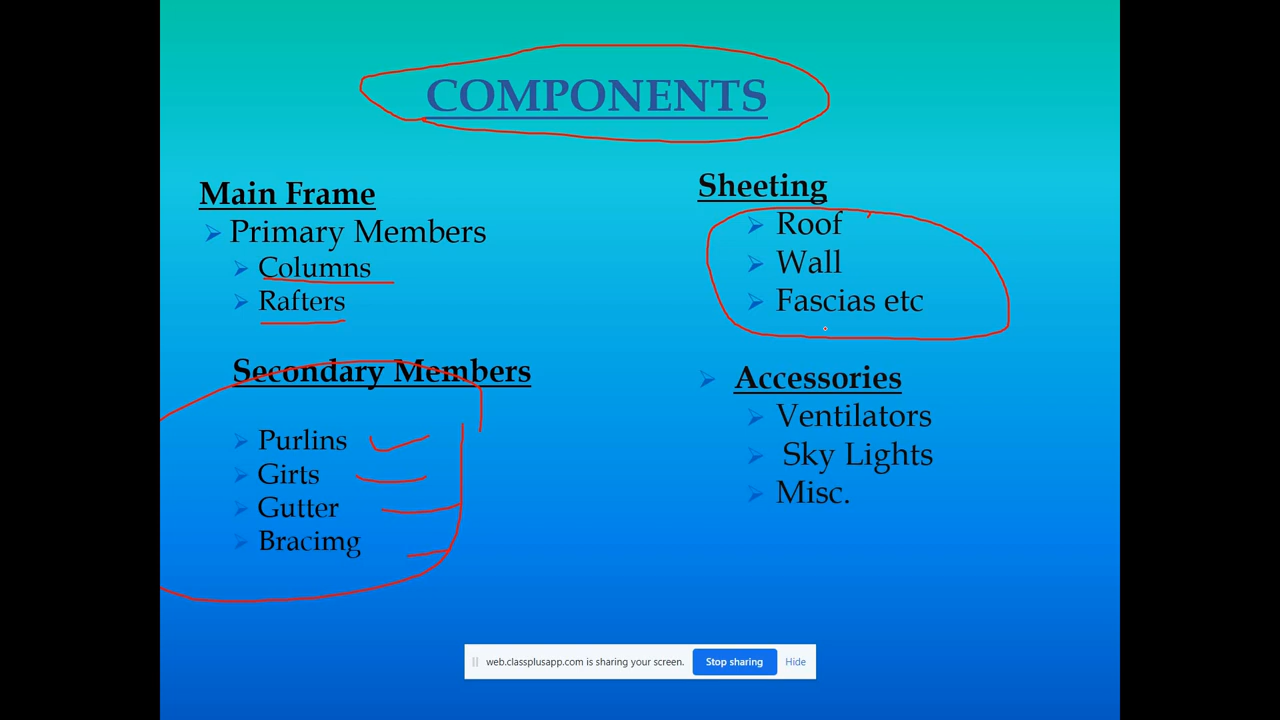 COMPONENTS
Main Frame
Primary Members
Columns
Rafters
Secondary Members
Purlins
Girts
Gutter
Bracimg
Sheeting
Roof
Wall
Fascias etc
Accessories
Ventilators
Sky Lights
Misc.
web.classplusapp.com is sharing your screen.
Stop sharing
Hide